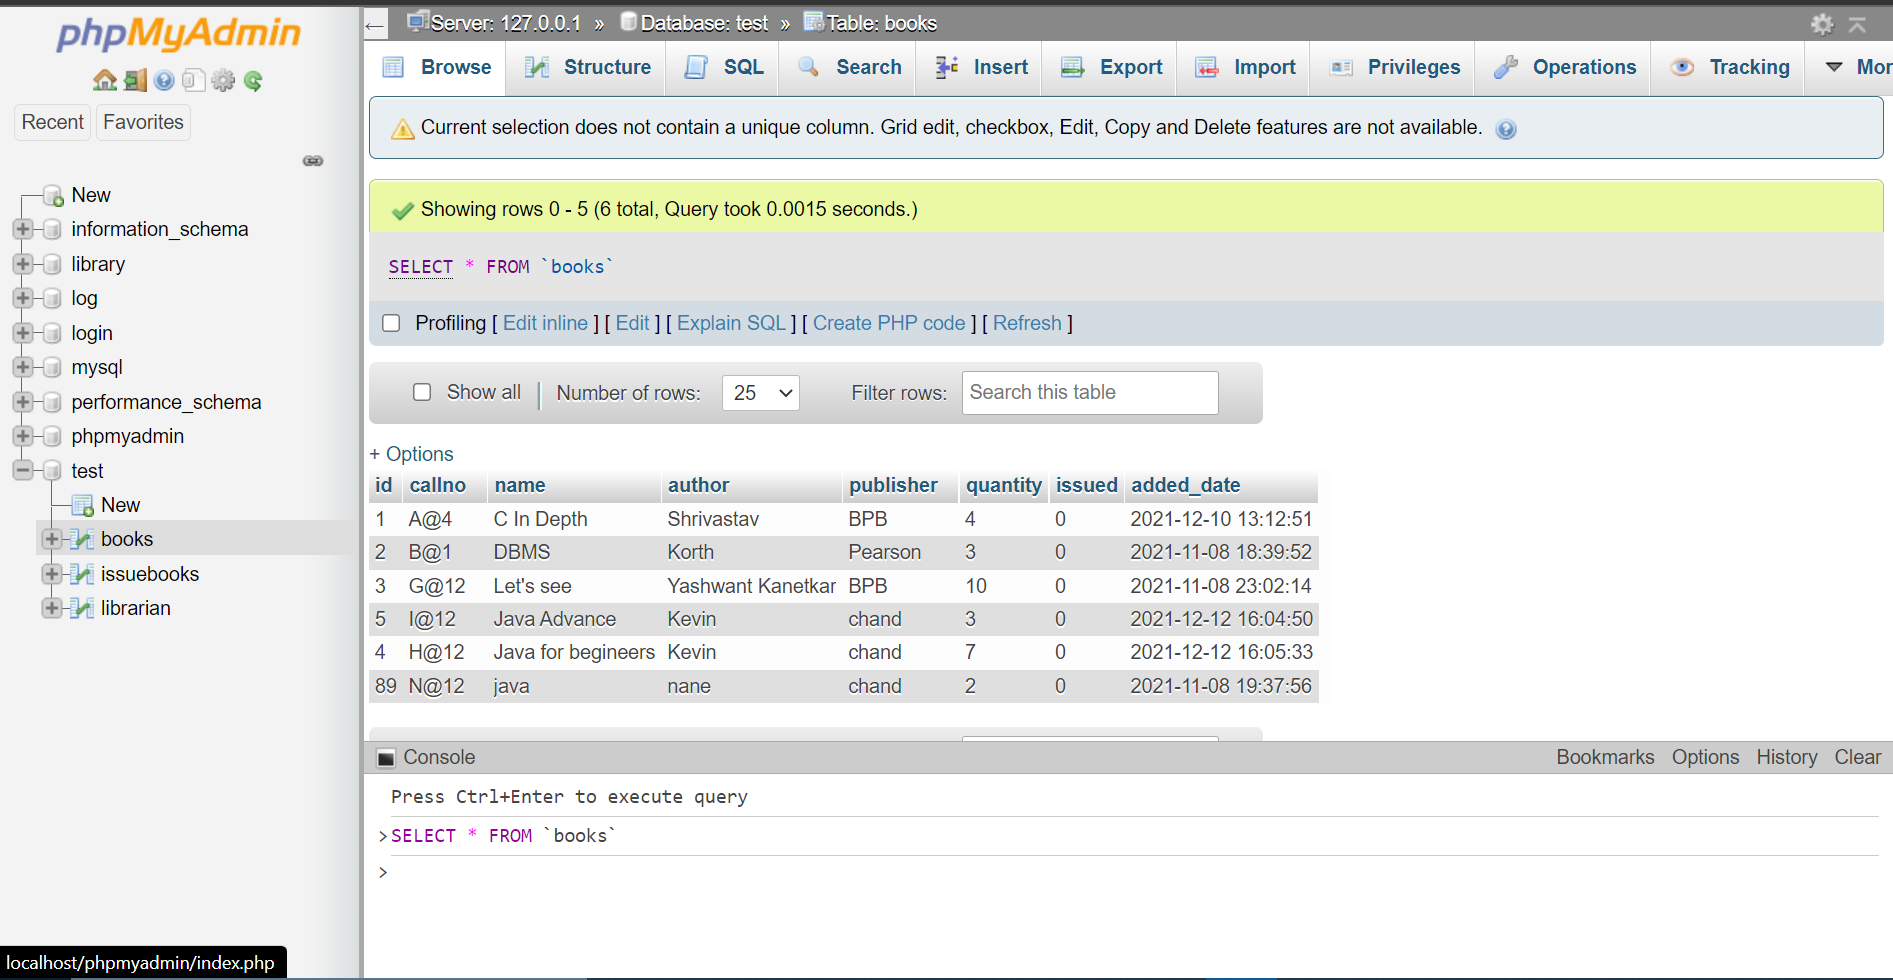 phpMyAdmin
Recent Favorites
New
information_schema
library
log
login
mysql
performance_schema
phpmyadmin
test
New
books
issuebooks
librarian
localhost/phpmyadmin/index.php
← Server: 127.0.0.1 » Database: test » Table: books
Browse Structure SQL Search Insert Export Import Privileges Operations Tracking Mor
Current selection does not contain a unique column. Grid edit, checkbox, Edit, Copy and Delete features are not available.
Showing rows 0 - 5 (6 total, Query took 0.0015 seconds.)
SELECT * FROM `books`
Profiling [ Edit inline ] [ Edit ] [ Explain SQL ] [ Create PHP code ] [ Refresh ]
Show all Number of rows: 25 Filter rows: Search this table
+ Options
id callno name author publisher quantity issued added_date
1 A@4 C In Depth Shrivastav BPB 4 0 2021-12-10 13:12:51
2 B@1 DBMS Korth Pearson 3 0 2021-11-08 18:39:52
3 G@12 Let's see Yashwant Kanetkar BPB 10 0 2021-11-08 23:02:14
5 I@12 Java Advance Kevin chand 3 0 2021-12-12 16:04:50
4 H@12 Java for begineers Kevin chand 7 0 2021-12-12 16:05:33
89 N@12 java nane chand 2 0 2021-11-08 19:37:56
Console Bookmarks Options History Clear
Press Ctrl+Enter to execute query
>SELECT * FROM `books`
>